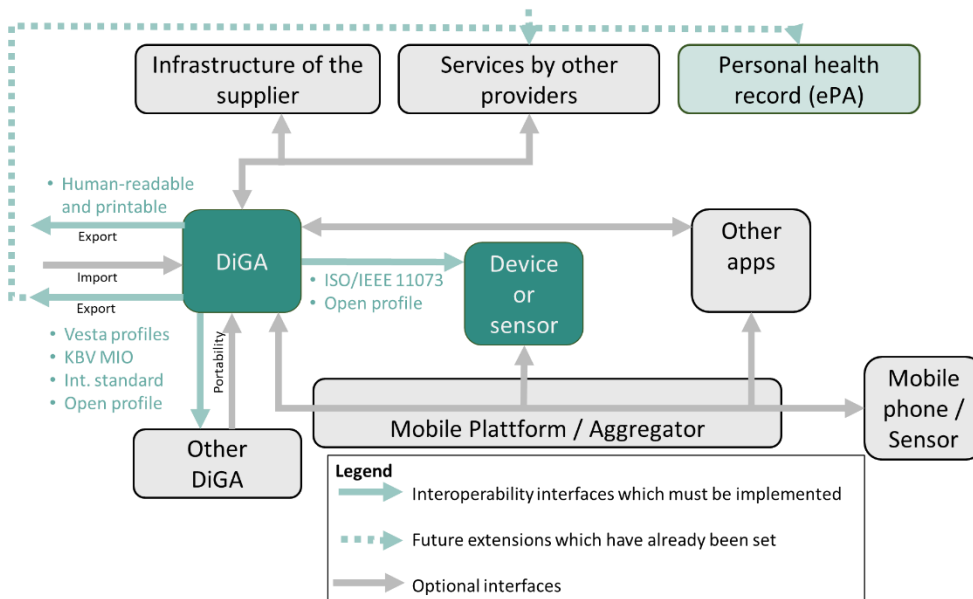 Infrastructure of the
supplier
Services by other
providers
Personal health
record (ePA)
• Human-readable
and printable
Export
Import
Export
DiGA
• ISO/IEEE 11073
• Open profile
Device
or
sensor
Other
apps
• Vesta profiles
• KBV MIO
• Int. standard
• Open profile
Portability
Other
DiGA
Mobile Plattform / Aggregator
Mobile
phone /
Sensor
Legend
Interoperability interfaces which must be implemented
Future extensions which have already been set
Optional interfaces